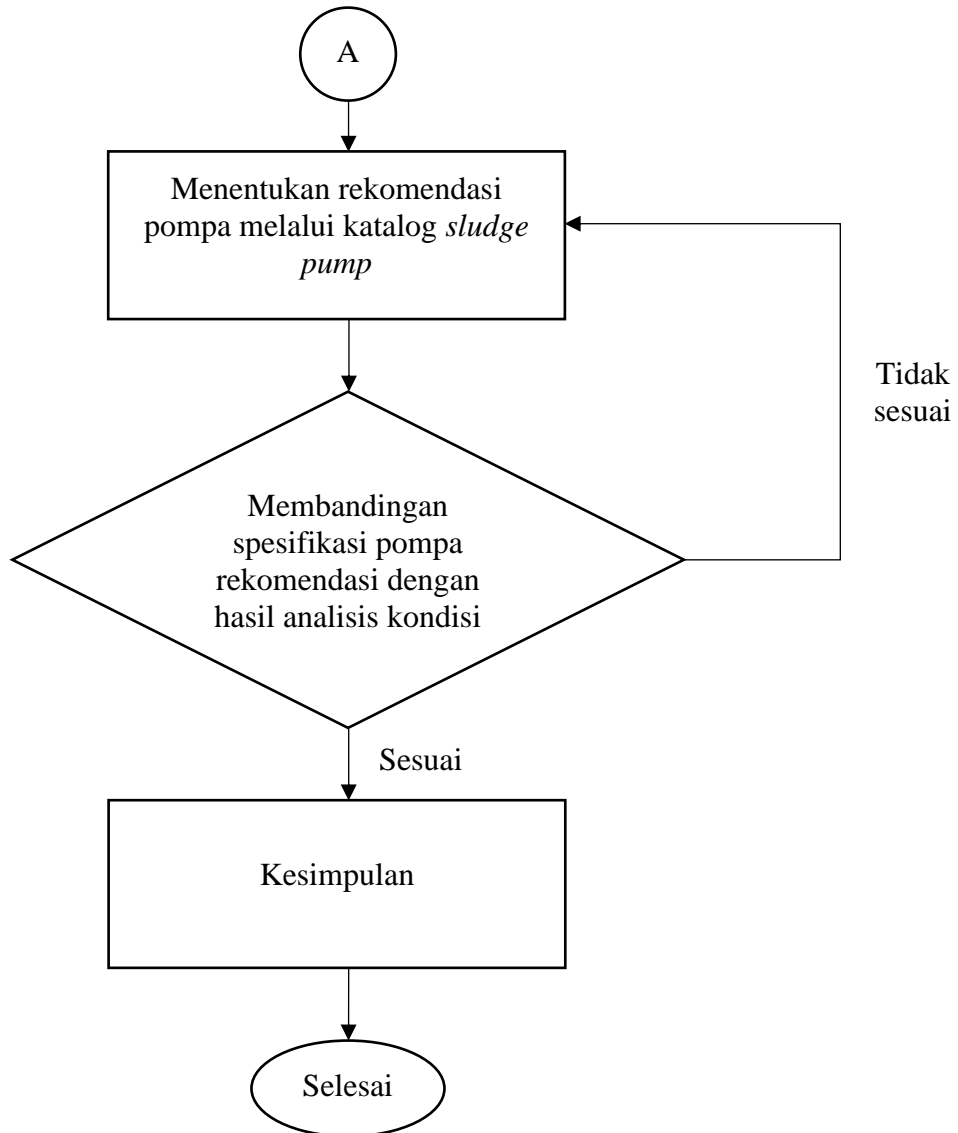 A
Menentukan rekomendasi
pompa melalui katalog sludge
pump
Tidak
sesuai
Membandingan
spesifikasi pompa
rekomendasi dengan
hasil analisis kondisi
Sesuai
Kesimpulan
Selesai